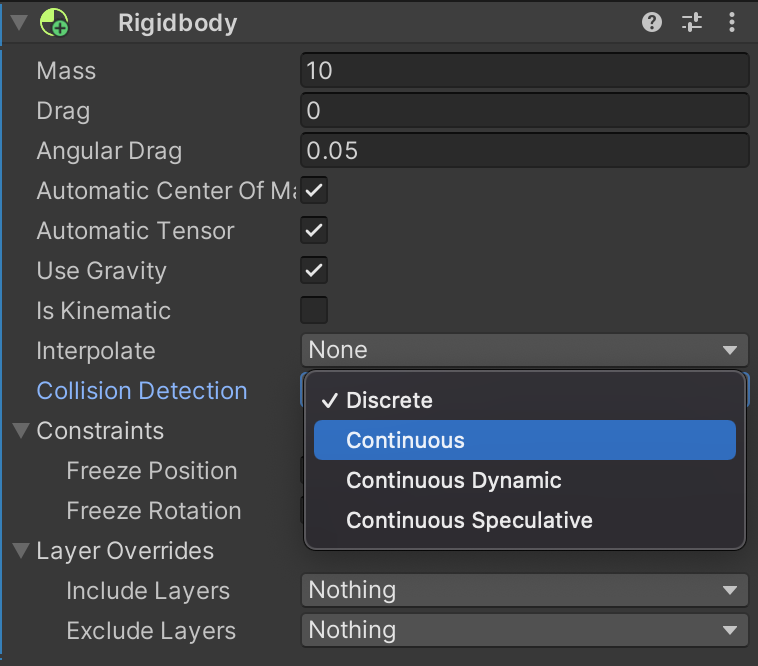 Rigidbody
Mass 10
Drag 0
Angular Drag 0.05
Automatic Center Of Ma
Automatic Tensor
Use Gravity
Is Kinematic
Interpolate None
Collision Detection
Discrete
Continuous
Continuous Dynamic
Continuous Speculative
Constraints
Freeze Position
Freeze Rotation
Layer Overrides
Include Layers Nothing
Exclude Layers Nothing